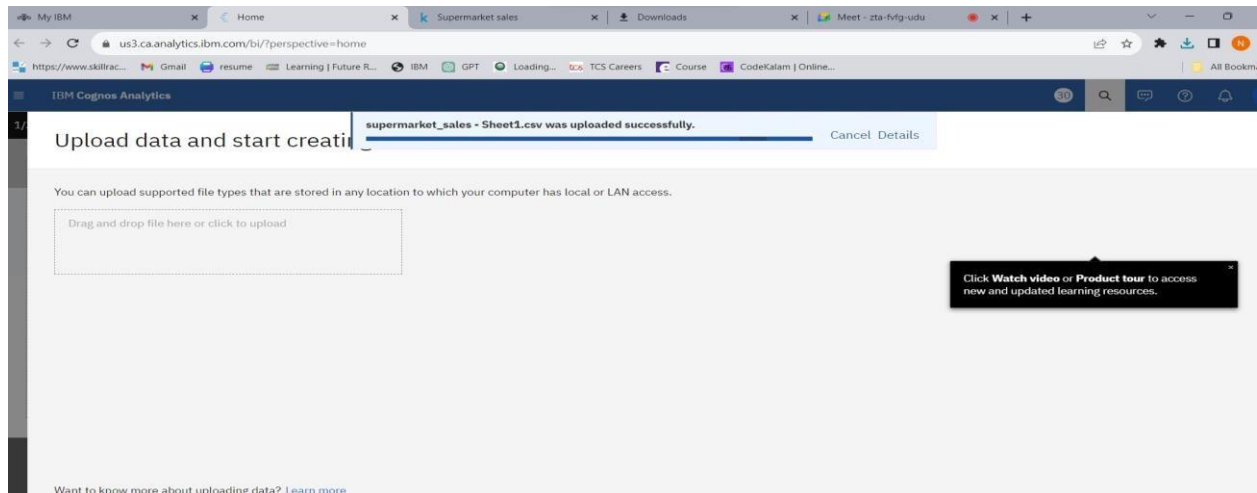 My IBM
Home
Supermarket sales
Downloads
Meet - zta-fvfg-udu
us3.ca.analytics.ibm.com/bi/?perspective=home
https://www.skillrac...
Gmail
resume
Learning | Future R...
IBM
GPT
Loading...
TCS Careers
Course
CodeKalam | Online...
All Bookm
IBM Cognos Analytics
30
1/
Upload data and start creatin
supermarket_sales - Sheet1.csv was uploaded successfully.
Cancel Details
You can upload supported file types that are stored in any location to which your computer has local or LAN access.
Drag and drop file here or click to upload
Click Watch video or Product tour to access
new and updated learning resources.
Want to know more about uploading data? Learn more